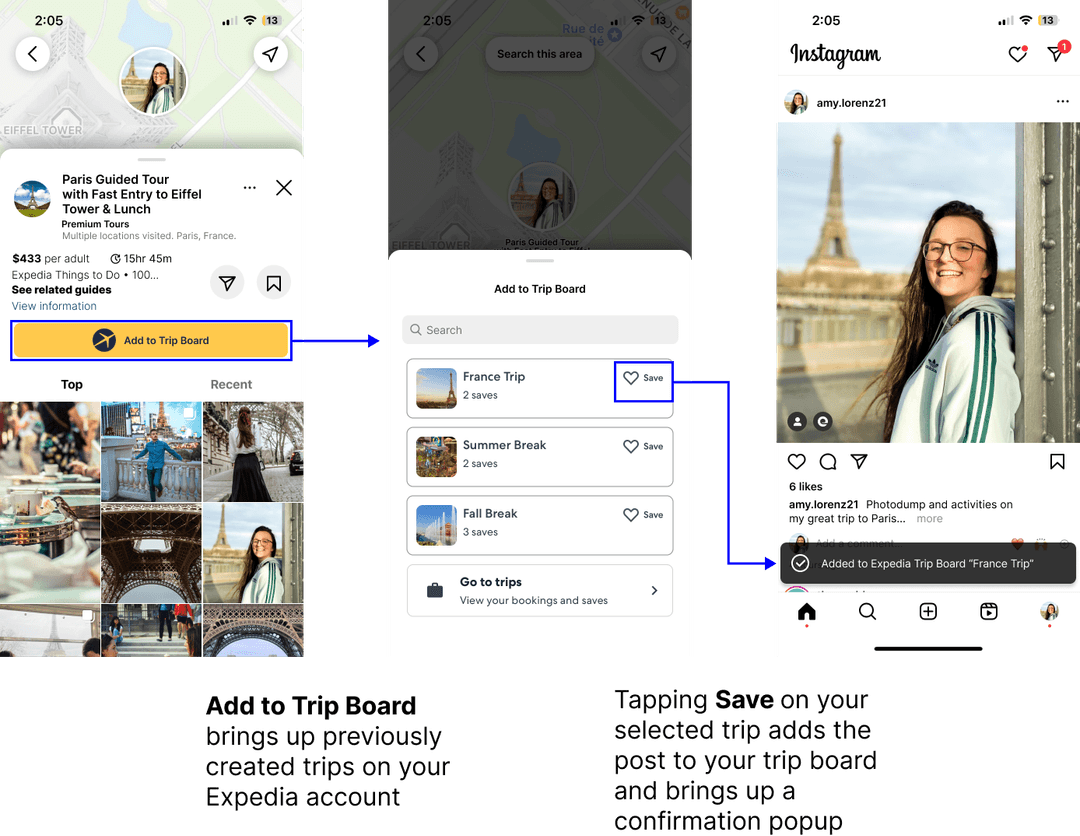 2:05
13
EIFFEL TOWER
Paris Guided Tour
with Fast Entry to Eiffel
Tower & Lunch
Premium Tours
Multiple locations visited. Paris, France.
$433 per adult
15hr 45m
Expedia Things to Do • 100...
See related guides
View information
Add to Trip Board
Top
Recent
2:05
13
Rue de
Search this area
EIFFEL TOWER
Paris Guided Tour
Add to Trip Board
Search
France Trip
2 saves
Save
Summer Break
2 saves
Save
Fall Break
3 saves
Save
Go to trips
View your bookings and saves
2:05
13
Instagram
1
amy.lorenz21
6 likes
amy.lorenz21 Photodump and activities on
my great trip to Paris... more
Add a comment
Added to Expedia Trip Board “France Trip”
Add to Trip Board
brings up previously
created trips on your
Expedia account
Tapping Save on your
selected trip adds the
post to your trip board
and brings up a
confirmation popup